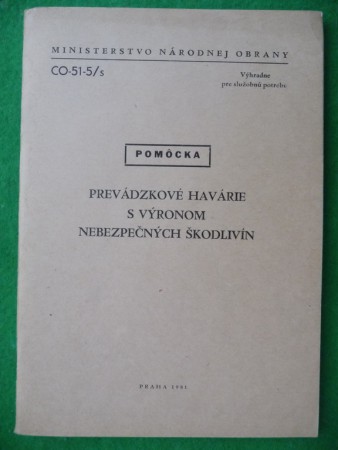 MINISTERSTVO NÁRODNEJ OBRANY
CO-51-5/s
Výhradne
pre služobnú potrebu
POMÔCKA
PREVÁDZKOVÉ HAVÁRIE
S VÝRONOM
NEBEZPEČNÝCH ŠKODLIVÍN
PRAHA 1981